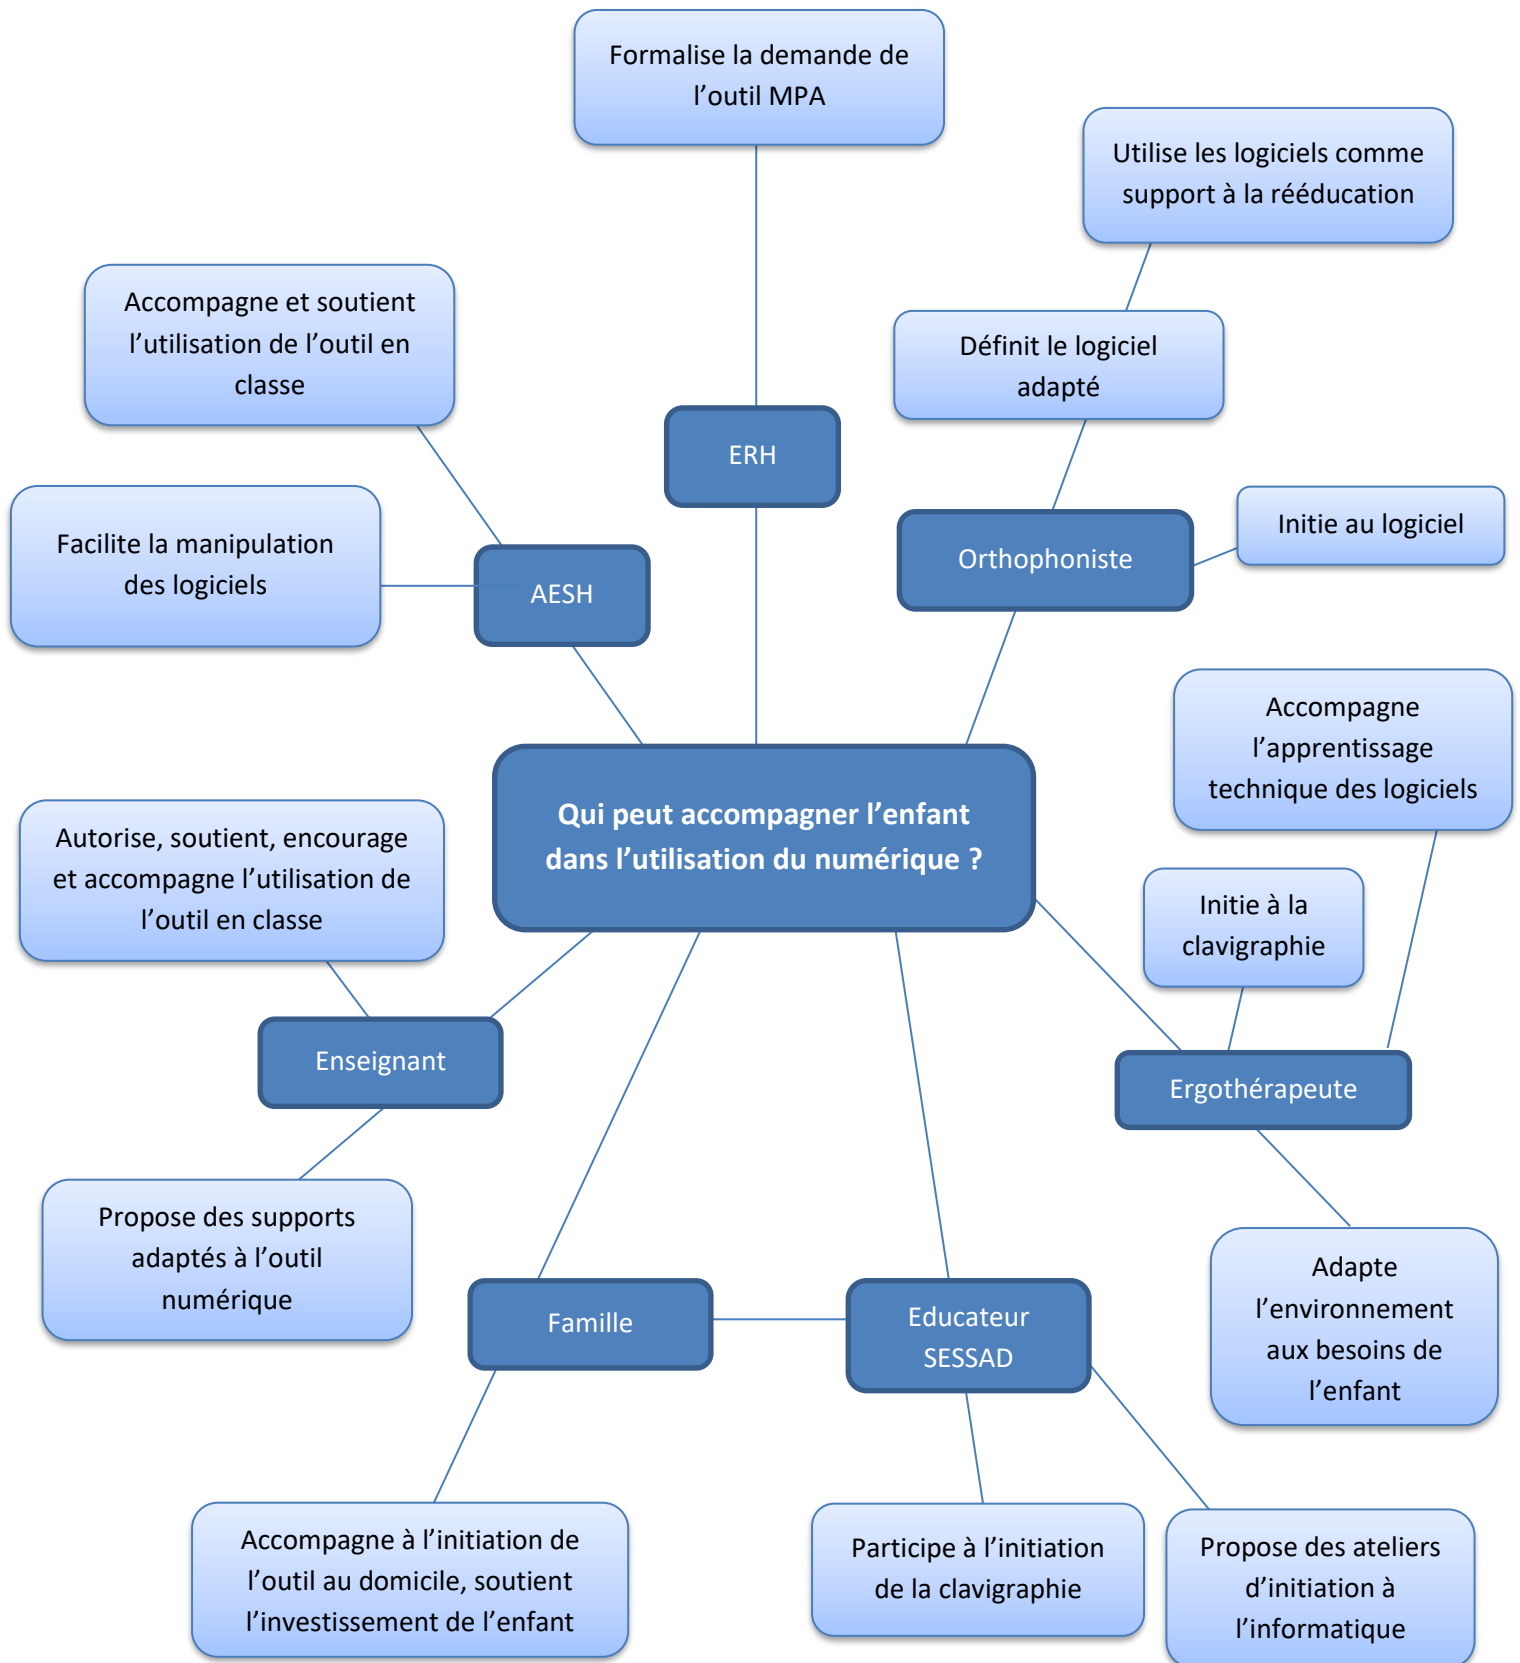 Formalise la demande de
l’outil MPA
Utilise les logiciels comme
support à la rééducation
Accompagne et soutient
l’utilisation de l’outil en
classe
Définit le logiciel
adapté
ERH
Facilite la manipulation
des logiciels
Initie au logiciel
Orthophoniste
AESH
Accompagne
l’apprentissage
technique des logiciels
Qui peut accompagner l’enfant
dans l’utilisation du numérique ?
Autorise, soutient, encourage
et accompagne l’utilisation de
l’outil en classe
Initie à la
clavigraphie
Enseignant
Ergothérapeute
Propose des supports
adaptés à l’outil
numérique
Adapte
l’environnement
aux besoins de
l’enfant
Famille
Educateur
SESSAD
Accompagne à l’initiation de
l’outil au domicile, soutient
l’investissement de l’enfant
Participe à l’initiation
de la clavigraphie
Propose des ateliers
d’initiation à
l’informatique